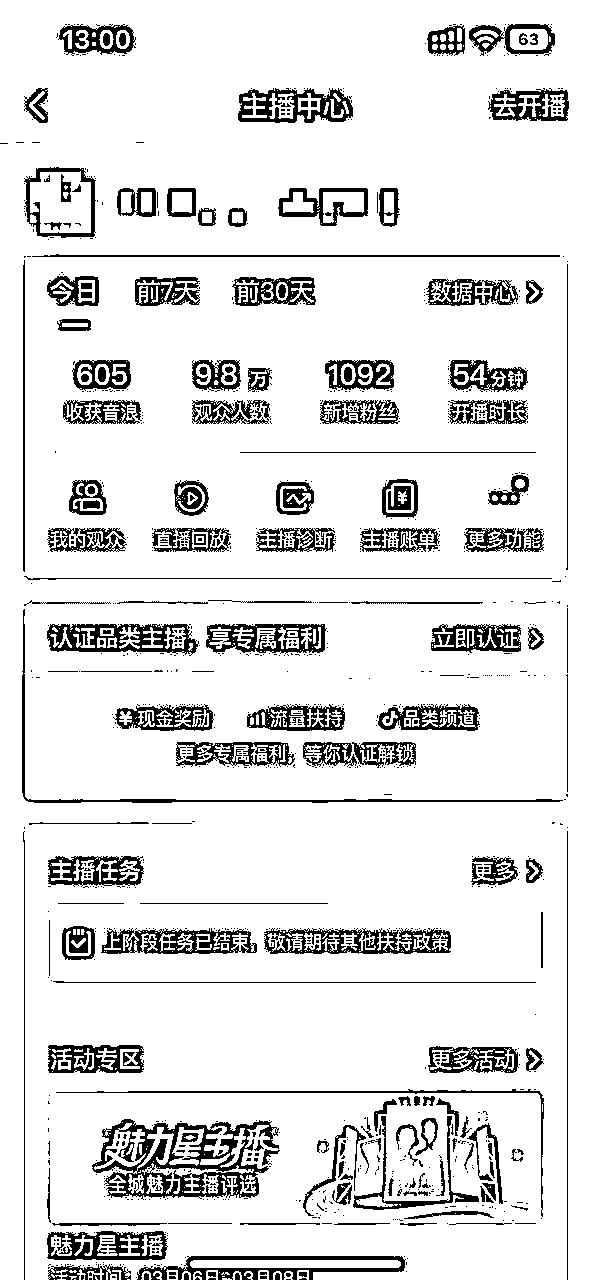 13:00 63
主播中心 去开播
今日 前7天 前30天 数据中心
605 9.8万 1092 54分钟
收获音浪 观众人数 新增粉丝 开播时长
我的观众 直播回放 主播诊断 主播账单 更多功能
认证品类主播，享专属福利 立即认证
现金奖励 流量扶持 品类频道
更多专属福利，等你认证解锁
主播任务 更多
上阶段任务已结束，敬请期待其他扶持政策
活动专区 更多活动
魅力星主播
全城魅力主播评选
魅力星主播
活动时间：03月06日~03月08日